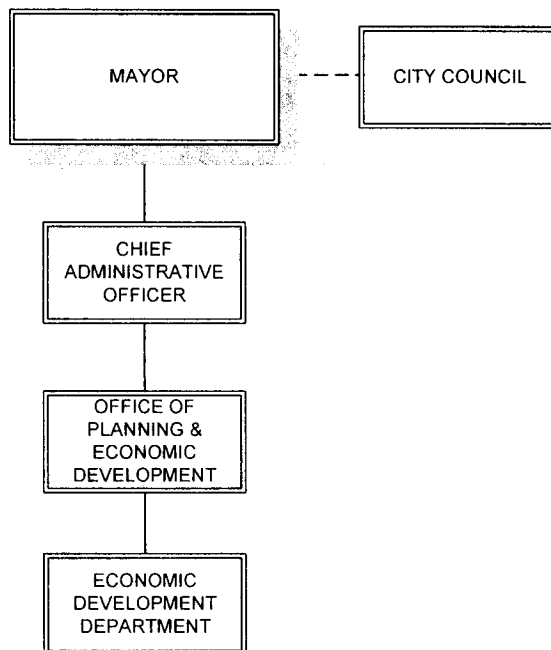 MAYOR
CITY COUNCIL
CHIEF
ADMINISTRATIVE
OFFICER
OFFICE OF
PLANNING &
ECONOMIC
DEVELOPMENT
ECONOMIC
DEVELOPMENT
DEPARTMENT